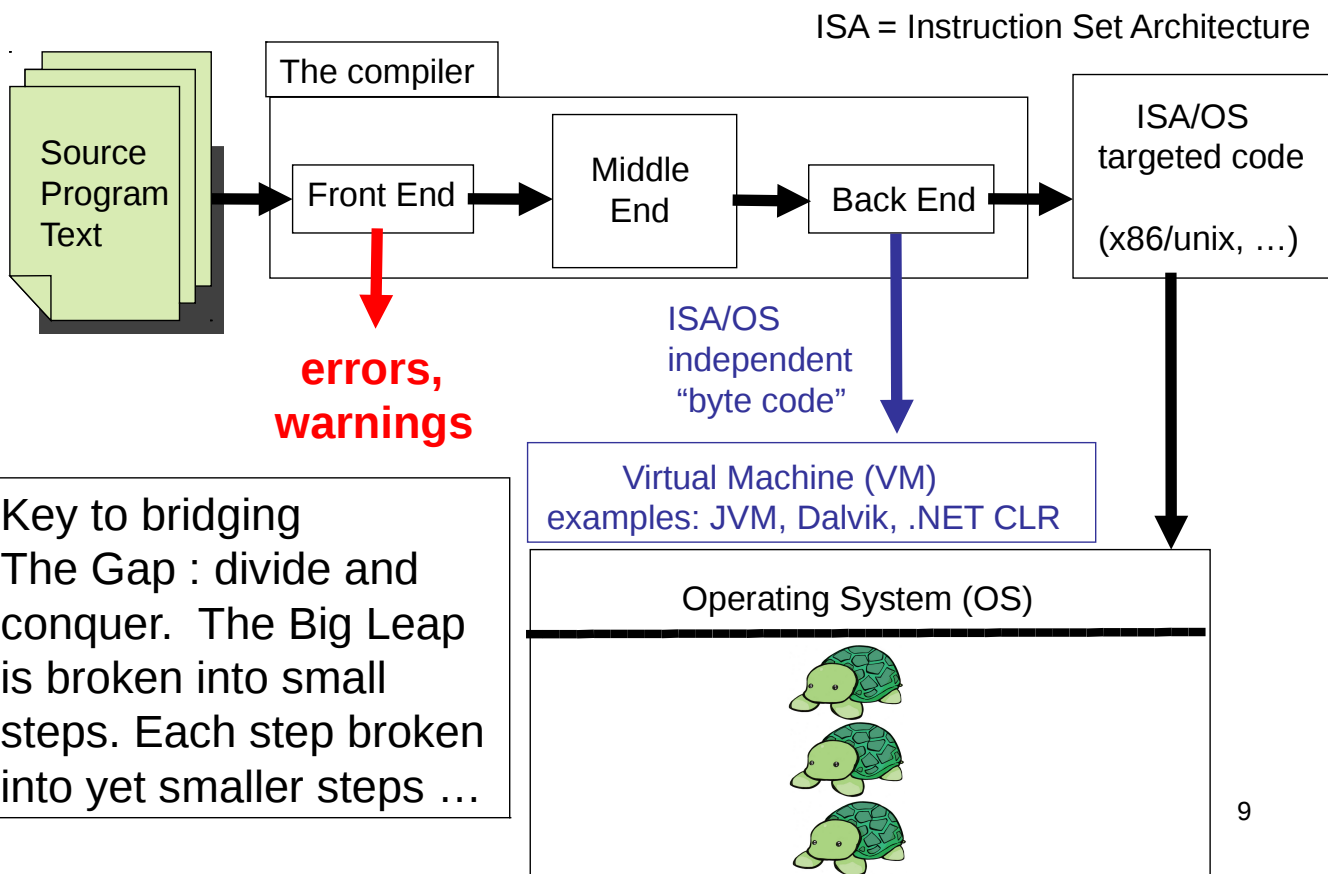 ISA = Instruction Set Architecture
The compiler
Source
Program
Text
Front End
Middle
End
Back End
ISA/OS
targeted code
(x86/unix, …)
errors,
warnings
ISA/OS
independent
“byte code”
Virtual Machine (VM)
examples: JVM, Dalvik, .NET CLR
Key to bridging
The Gap : divide and
conquer.  The Big Leap
is broken into small
steps. Each step broken
into yet smaller steps …
Operating System (OS)
9